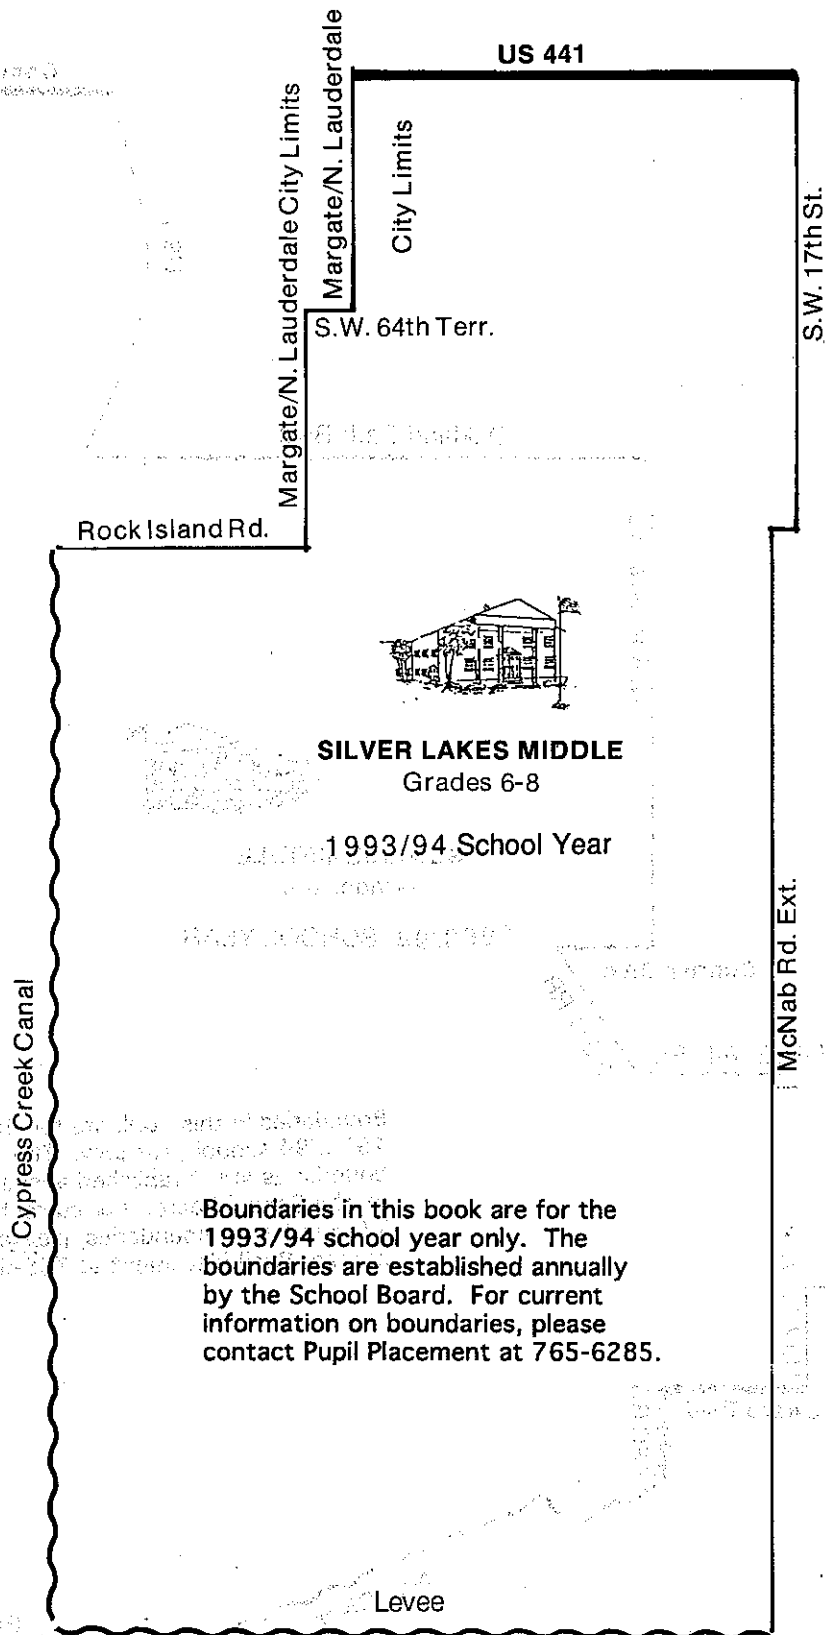 US 441
Margate/N. Lauderdale
City Limits
Margate/N. Lauderdale City Limits
S.W. 17th St.
S.W. 64th Terr.
Rock Island Rd.
SILVER LAKES MIDDLE
Grades 6-8
1993/94 School Year
McNab Rd. Ext.
Cypress Creek Canal
Boundaries in this book are for the
1993/94 school year only. The
boundaries are established annually
by the School Board. For current
information on boundaries, please
contact Pupil Placement at 765-6285.
Levee